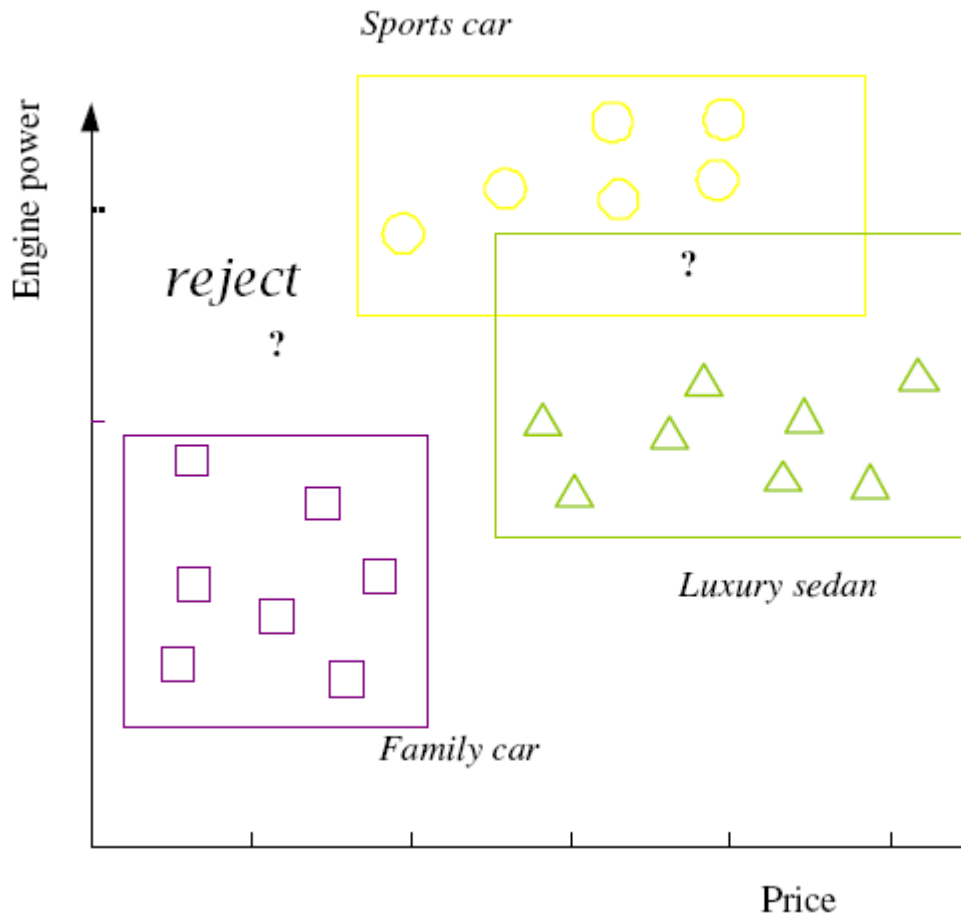 Sports car
Engine power
?
reject
?
Luxury sedan
Family car
Price